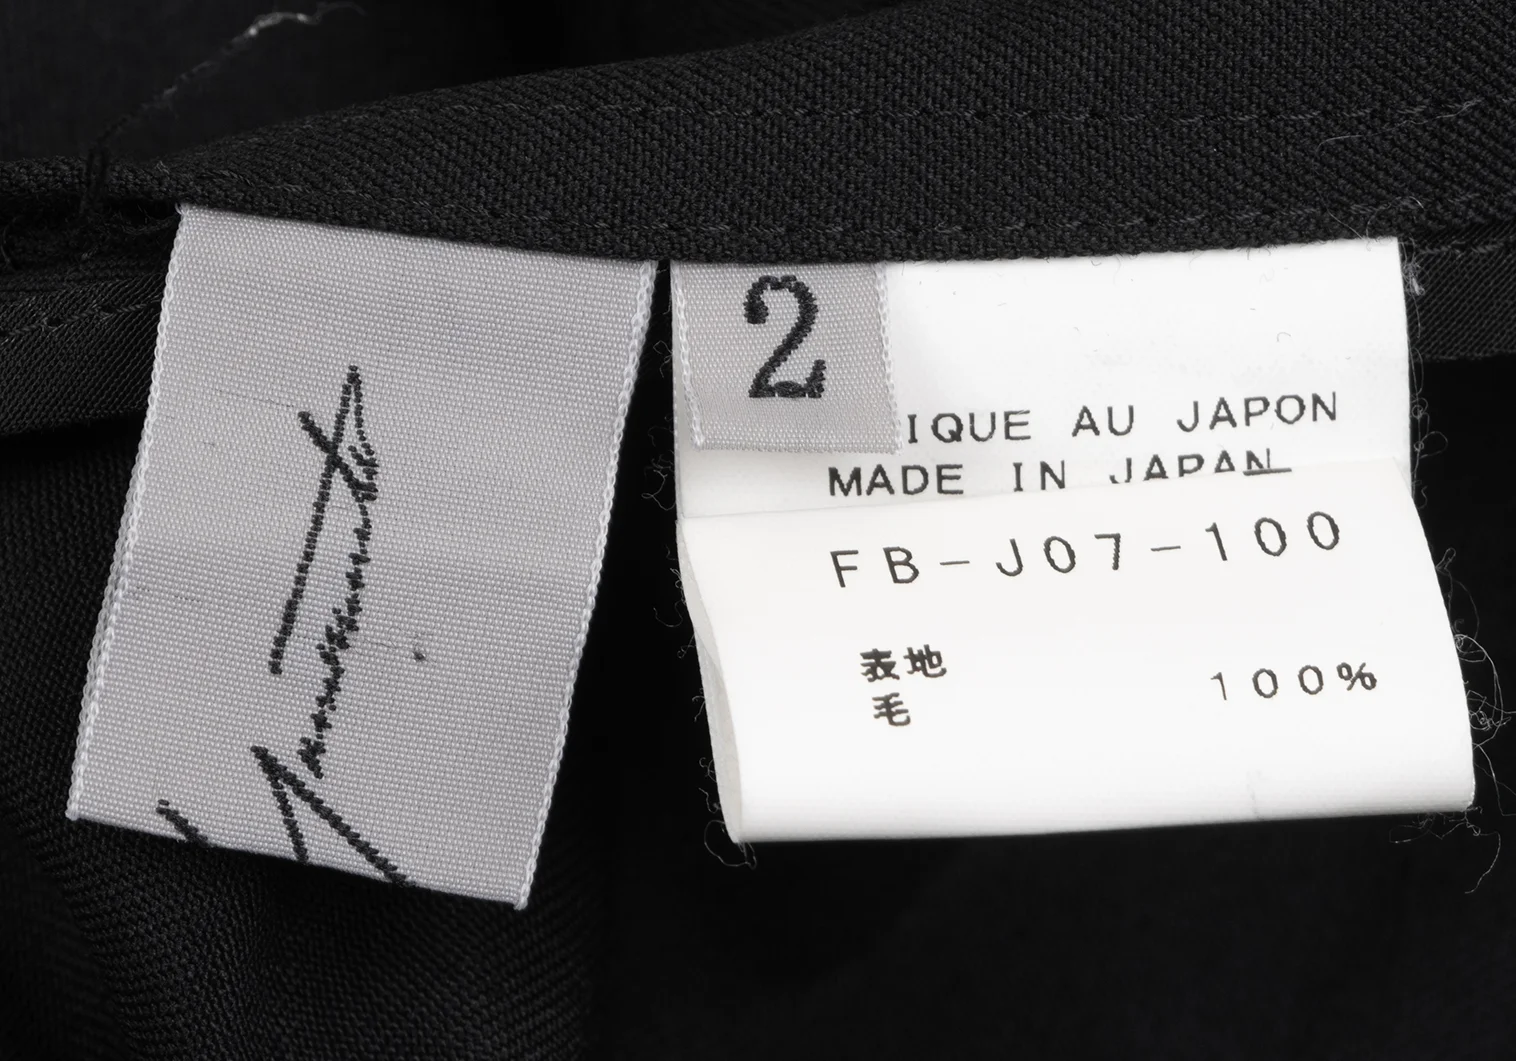 2
IQUE AU JAPON
MADE IN JAPAN
FB-J07-100
表地
毛 100%